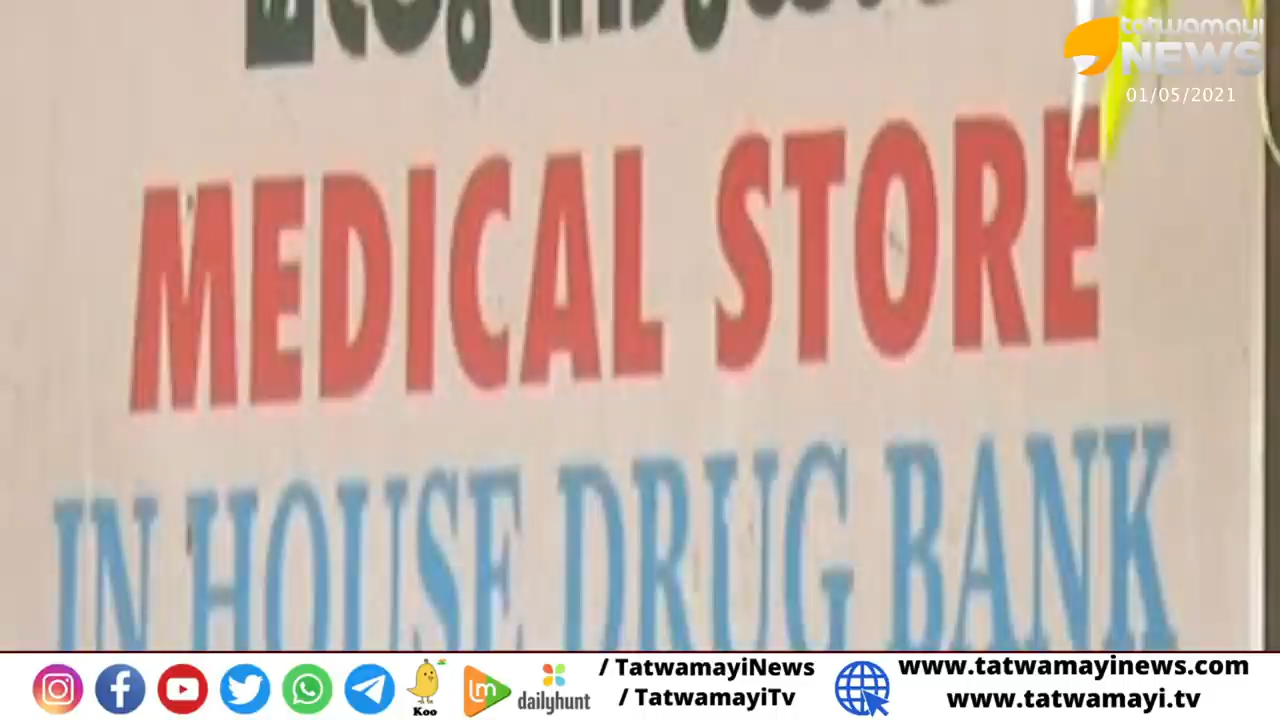 tatwamayi
NEWS
01/05/2021
MEDICAL STORE
IN HOUSE DRUG BANK
Koo
dailyhunt
/ TatwamayiNews
/ TatwamayiTv
www.tatwamayinews.com
www.tatwamayi.tv